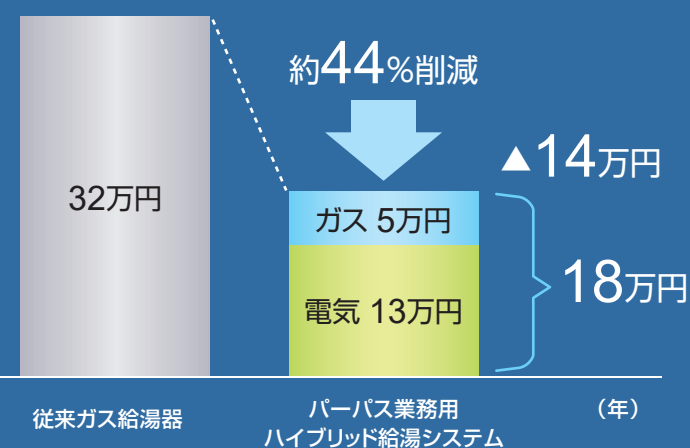 約44%削減
▲14万円
32万円
ガス 5万円
電気 13万円
18万円
従来ガス給湯器
パーパス業務用
ハイブリッド給湯システム
（年）